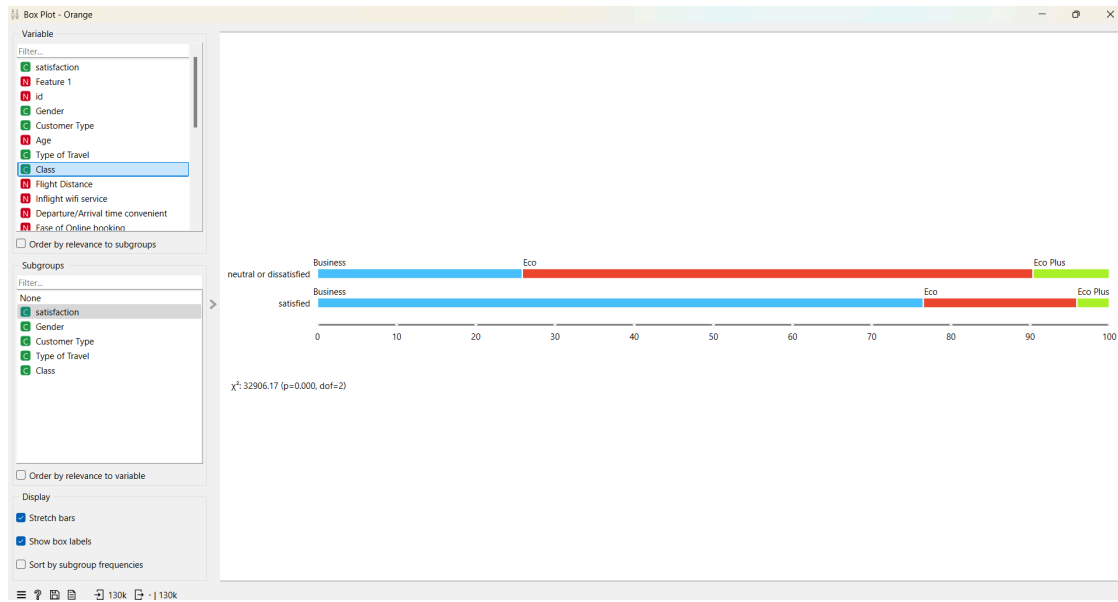 Box Plot - Orange
Variable
Filter...
C satisfaction
N Feature 1
N id
C Gender
C Customer Type
N Age
C Type of Travel
C Class
N Flight Distance
N Inflight wifi service
N Departure/Arrival time convenient
N Ease of Online booking
Order by relevance to subgroups
Subgroups
Filter...
None
C satisfaction
C Gender
C Customer Type
C Type of Travel
C Class
Order by relevance to variable
Display
Stretch bars
Show box labels
Sort by subgroup frequencies
130k - | 130k
Business Eco Eco Plus
neutral or dissatisfied
Business Eco Eco Plus
satisfied
0 10 20 30 40 50 60 70 80 90 100
χ²: 32906.17 (p=0.000, dof=2)